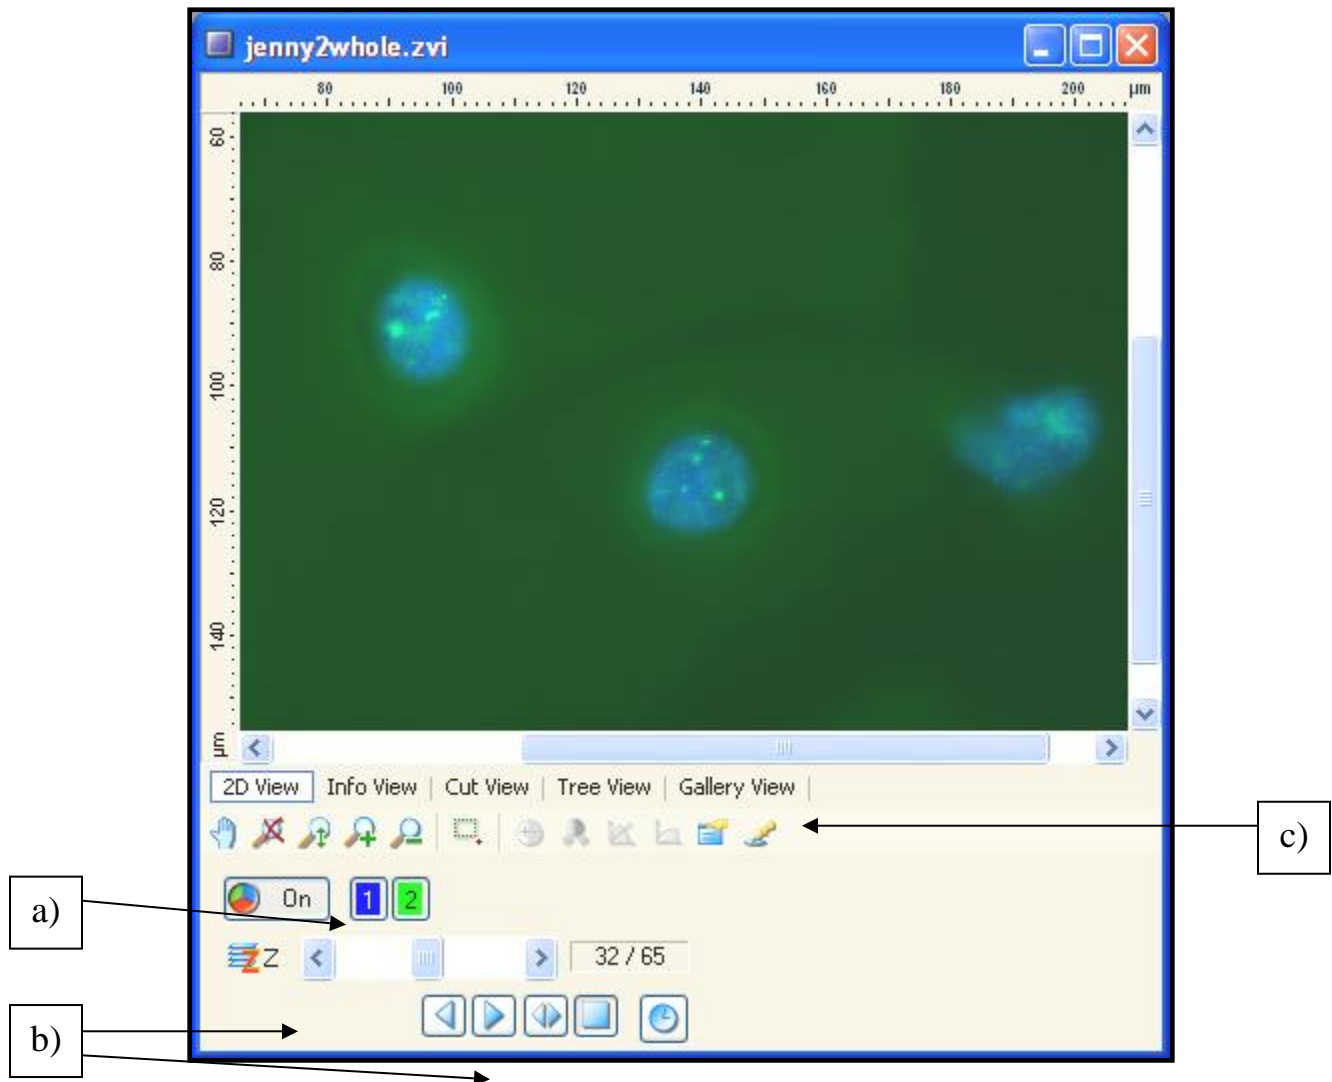 jenny2whole.zvi
80 100 120 140 160 180 200 µm
60
80
100
120
140
µm
2D View Info View Cut View Tree View Gallery View
c)
On 1 2
a)
Z Z 32 / 65
b)